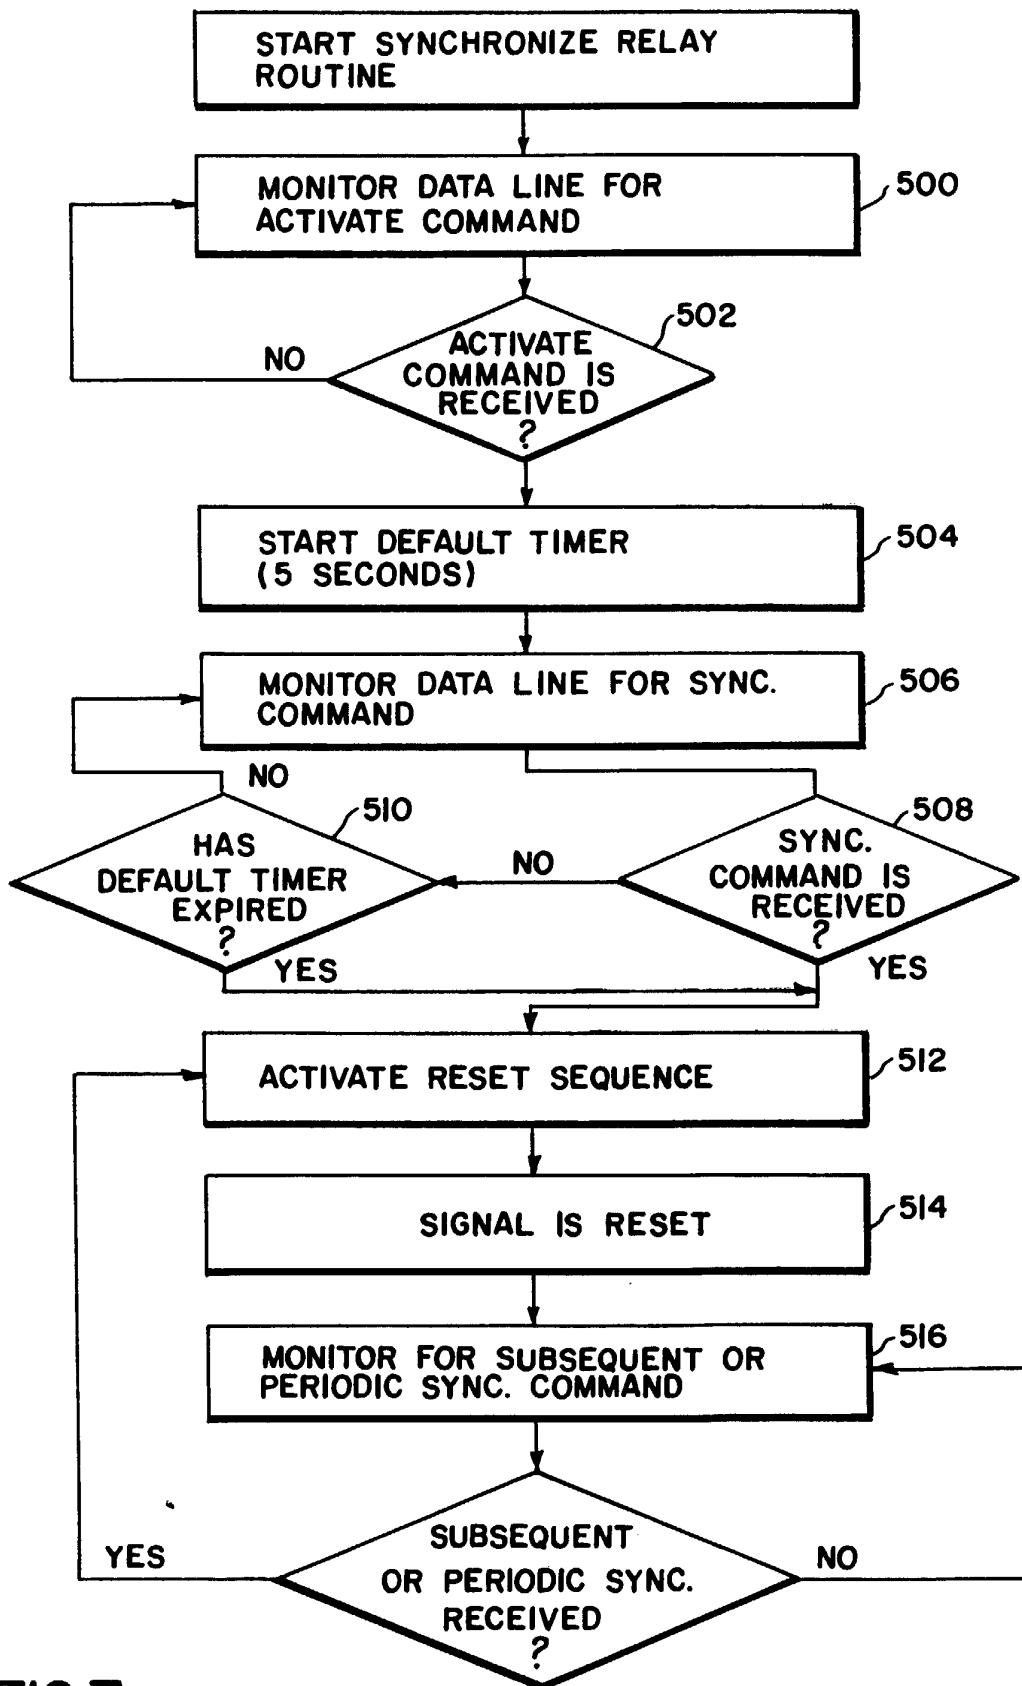 START SYNCHRONIZE RELAY
ROUTINE
MONITOR DATA LINE FOR
ACTIVATE COMMAND
500
502
ACTIVATE
COMMAND IS
RECEIVED
?
NO
START DEFAULT TIMER
(5 SECONDS)
504
MONITOR DATA LINE FOR SYNC.
COMMAND
506
NO
510
508
HAS
DEFAULT TIMER
EXPIRED
?
NO
SYNC.
COMMAND IS
RECEIVED
?
YES
YES
ACTIVATE RESET SEQUENCE
512
SIGNAL IS RESET
514
MONITOR FOR SUBSEQUENT OR
PERIODIC SYNC. COMMAND
516
SUBSEQUENT
OR PERIODIC SYNC.
RECEIVED
?
YES
NO